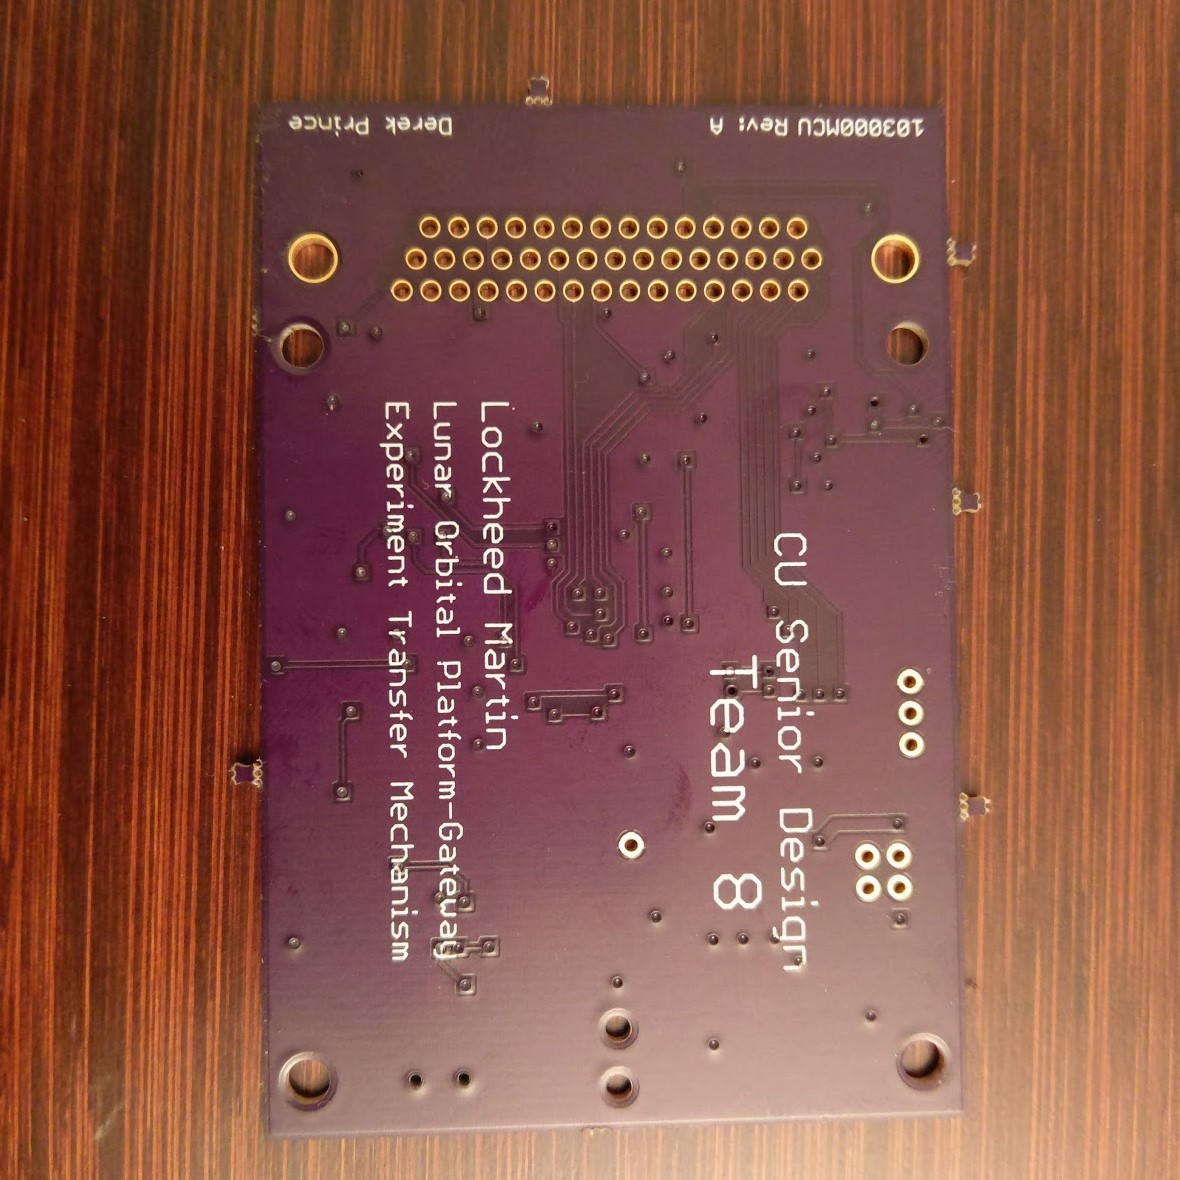 103000MCU Rev: A
Derek Prince
CU Senior Design
Team 8
Lockheed Martin
Lunar Orbital Platform-Gateway
Experiment Transfer Mechanism